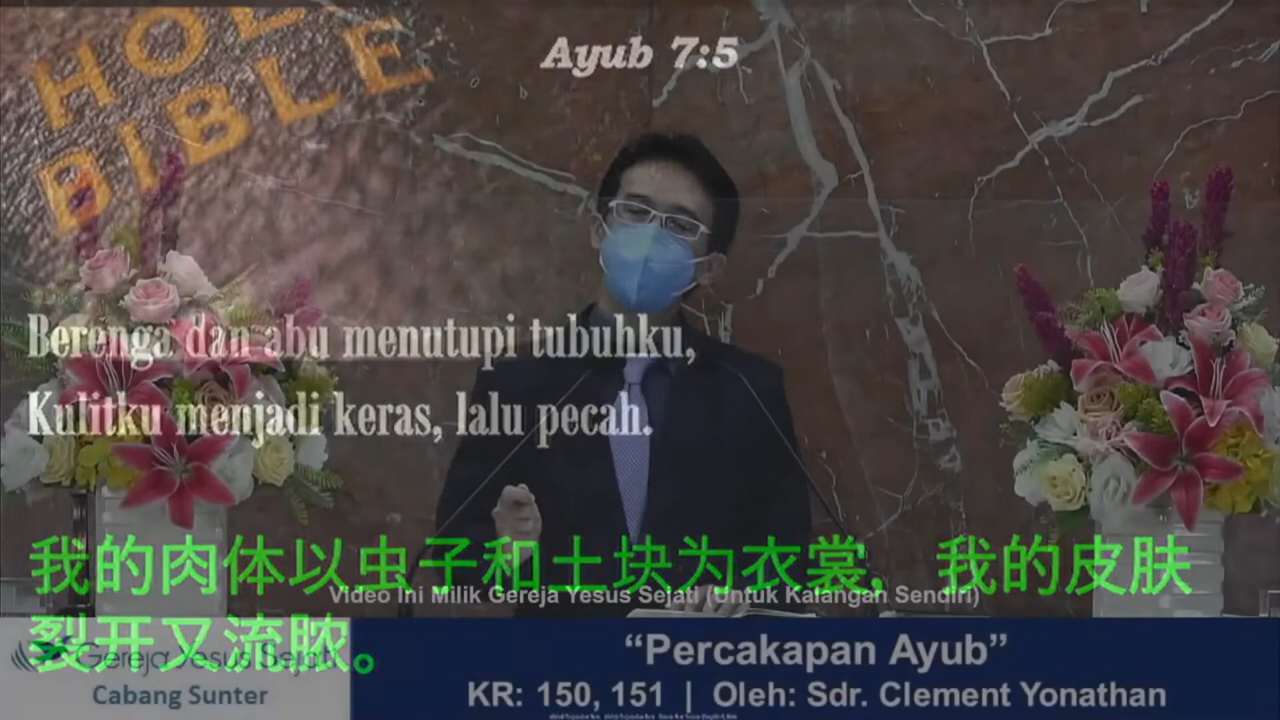 HOLY
BIBLE
Ayub 7:5
Berenga dan abu menutupi tubuhku,
Kulitku menjadi keras, lalu pecah.
我的肉体以虫子和土块为衣裳，我的皮肤
裂开又流脓。
Video Ini Milik Gereja Yesus Sejati (Untuk Kalangan Sendiri)
Gereja Yesus Sejati
Cabang Sunter
“Percakapan Ayub”
KR: 150, 151 | Oleh: Sdr. Clement Yonathan